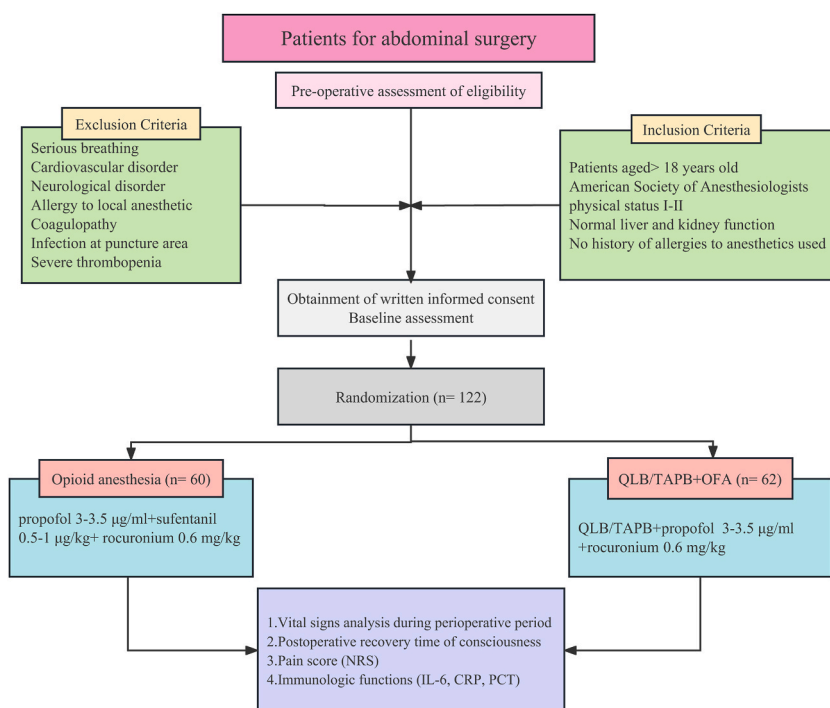 Patients for abdominal surgery
Pre-operative assessment of eligibility
Exclusion Criteria
Serious breathing
Cardiovascular disorder
Neurological disorder
Allergy to local anesthetic
Coagulopathy
Infection at puncture area
Severe thrombopenia
Inclusion Criteria
Patients aged> 18 years old
American Society of Anesthesiologists
physical status I-II
Normal liver and kidney function
No history of allergies to anesthetics used
Obtainment of written informed consent
Baseline assessment
Randomization (n= 122)
Opioid anesthesia (n= 60)
propofol 3-3.5 μg/ml+sufentanil
0.5-1 μg/kg+ rocuronium 0.6 mg/kg
QLB/TAPB+OFA (n= 62)
QLB/TAPB+propofol 3-3.5 μg/ml
+rocuronium 0.6 mg/kg
1.Vital signs analysis during perioperative period
2.Postoperative recovery time of consciousness
3.Pain score (NRS)
4.Immunologic functions (IL-6, CRP, PCT)